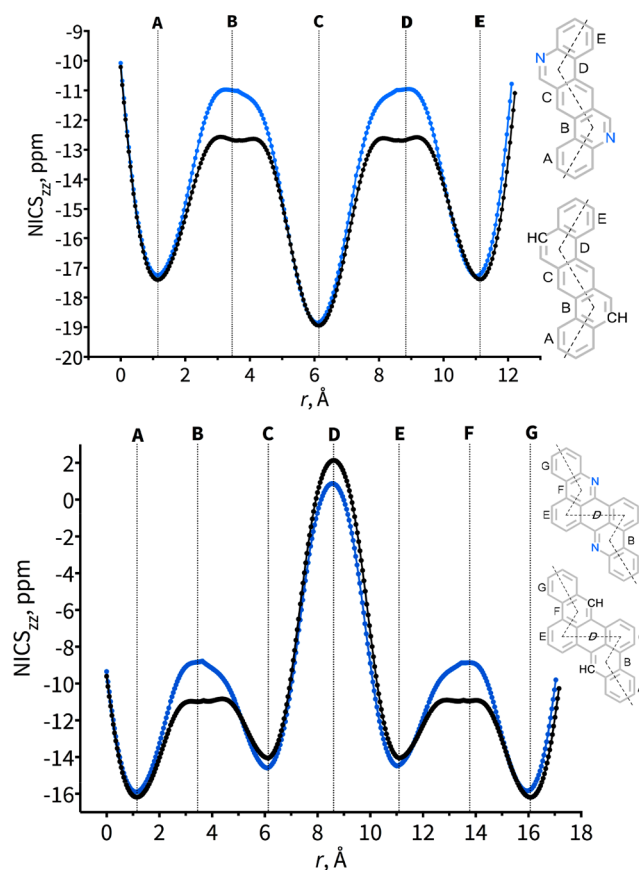 A B C D E
-9
-10
-11
-12
-13
-14
-15
-16
-17
-18
-19
-20
NICSzz, ppm
0 2 4 6 8 10 12
r, Å
E
N
D
C
B
N
A
E
HC
D
C
B
CH
A
A B C D E F G
2
0
-2
-4
-6
-8
-10
-12
-14
-16
NICSzz, ppm
0 2 4 6 8 10 12 14 16 18
r, Å
G
N
F
E D
B
N
G
CH
F
E D
B
HC